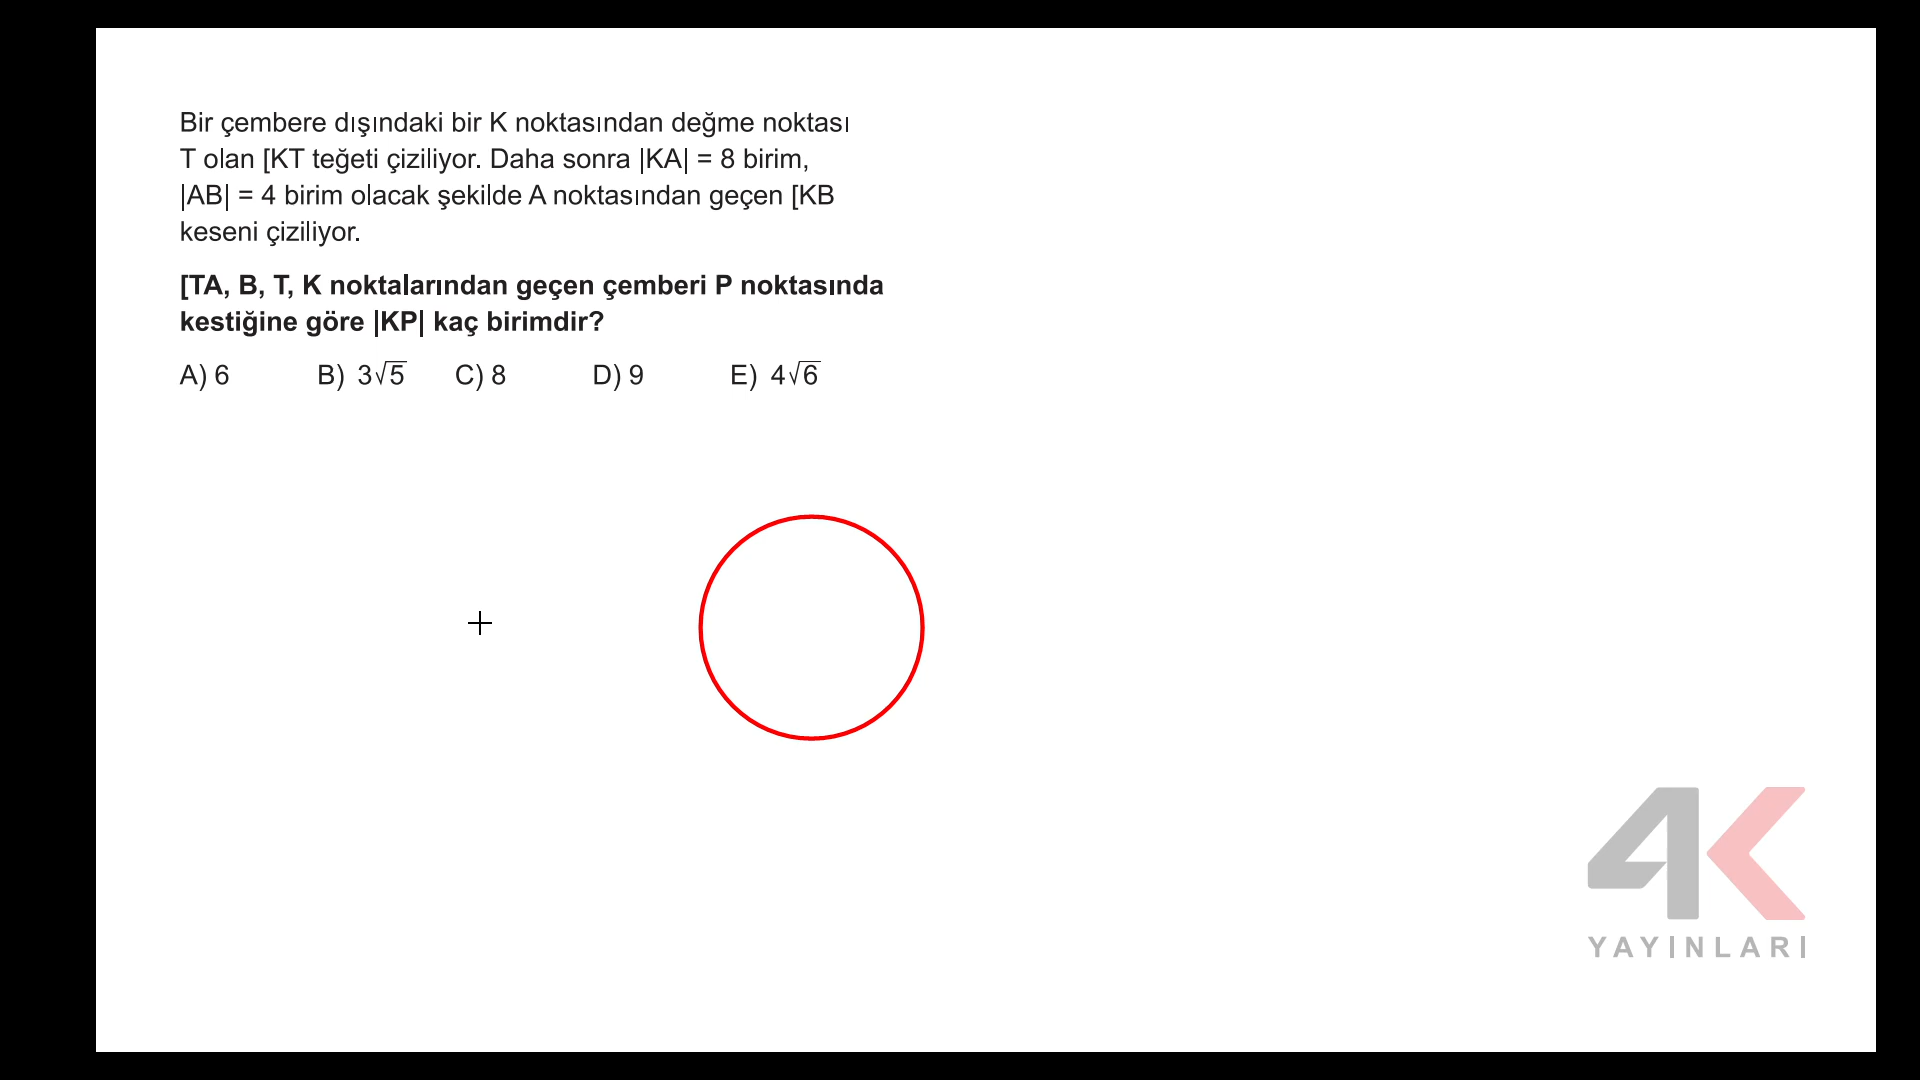 Bir çembere dışındaki bir K noktasından değme noktası
T olan [KT teğeti çiziliyor. Daha sonra |KA| = 8 birim,
|AB| = 4 birim olacak şekilde A noktasından geçen [KB
keseni çiziliyor.
[TA, B, T, K noktalarından geçen çemberi P noktasında
kestiğine göre |KP| kaç birimdir?
A) 6 B) 3√5 C) 8 D) 9 E) 4√6
4K
YAYINLARI